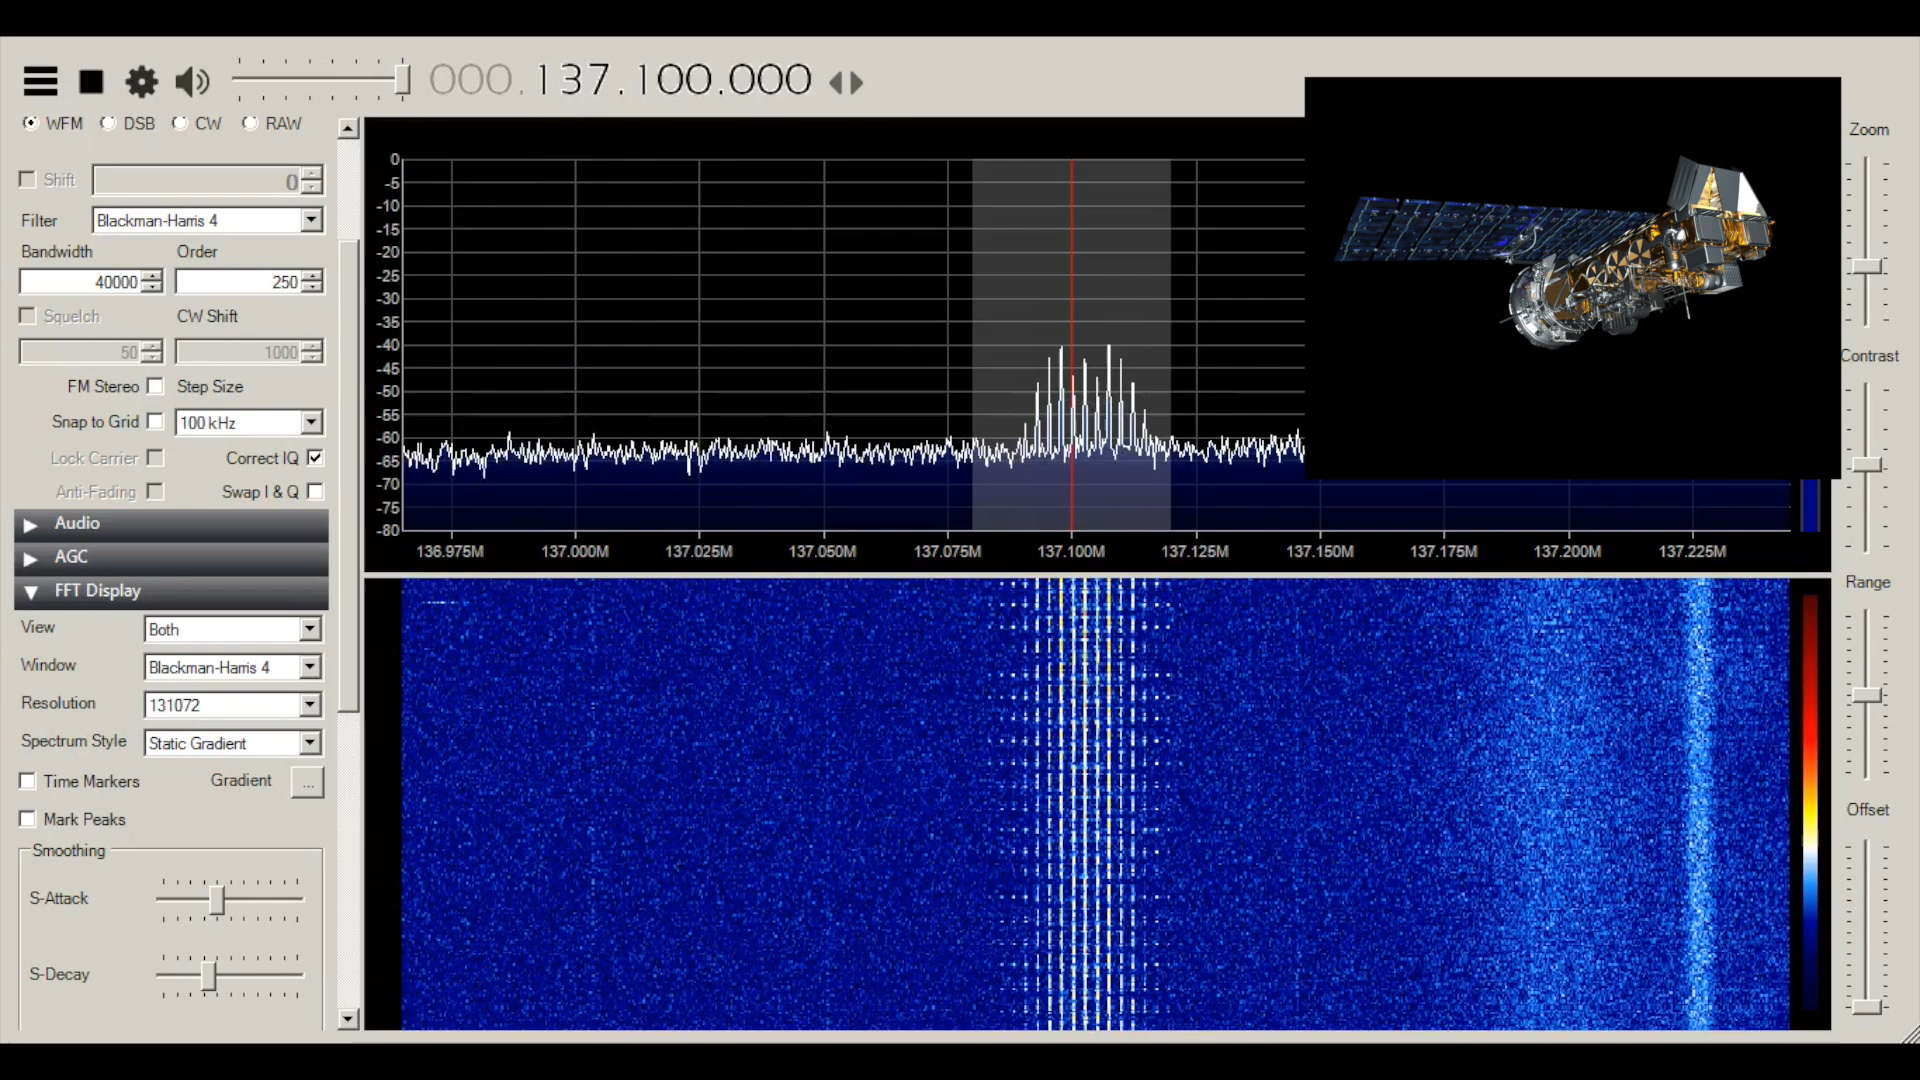 000.137.100.000
WFM DSB CW RAW
Shift 0
Filter Blackman-Harris 4
Bandwidth Order
40000 250
Squelch CW Shift
50 1000
FM Stereo Step Size
Snap to Grid 100 kHz
Lock Carrier Correct IQ
Anti-Fading Swap I & Q
Audio
AGC
FFT Display
View Both
Window Blackman-Harris 4
Resolution 131072
Spectrum Style Static Gradient
Time Markers Gradient ...
Mark Peaks
Smoothing
S-Attack
S-Decay
0
-5
-10
-15
-20
-25
-30
-35
-40
-45
-50
-55
-60
-65
-70
-75
-80
136.975M 137.000M 137.025M 137.050M 137.075M 137.100M 137.125M 137.150M 137.175M 137.200M 137.225M
Zoom
Contrast
Range
Offset